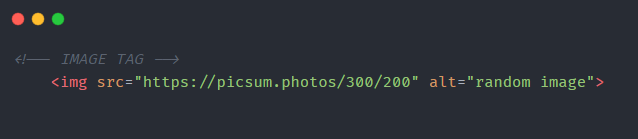 <!-- IMAGE TAG -->
<img src="https://picsum.photos/300/200" alt="random image">